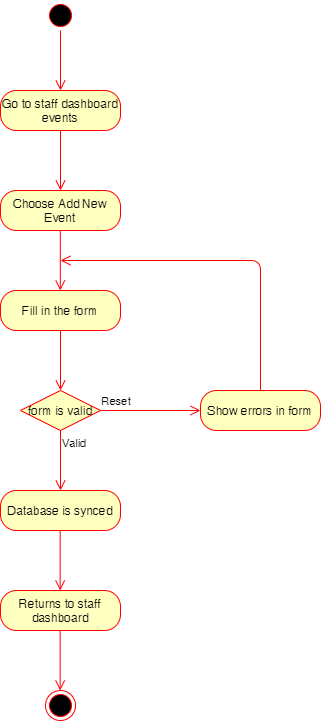 Go to staff dashboard
events
Choose Add New
Event
Fill in the form
form is valid
Reset
Show errors in form
Valid
Database is synced
Returns to staff
dashboard